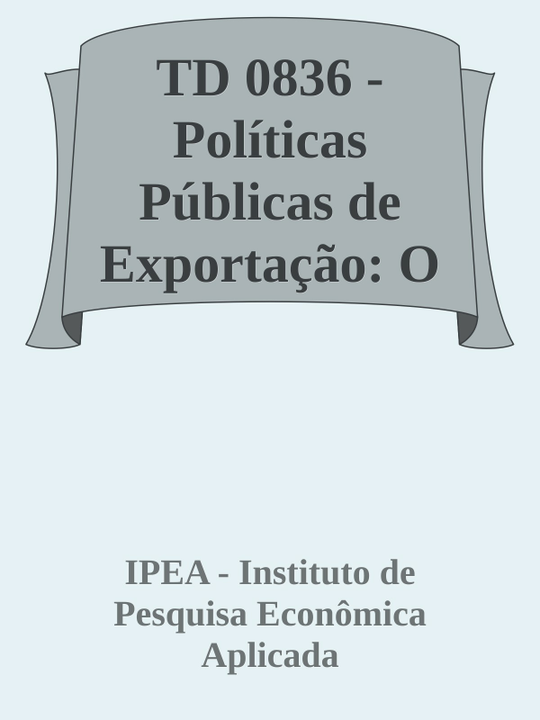 TD 0836 -
Políticas
Públicas de
Exportação: O
IPEA - Instituto de
Pesquisa Econômica
Aplicada